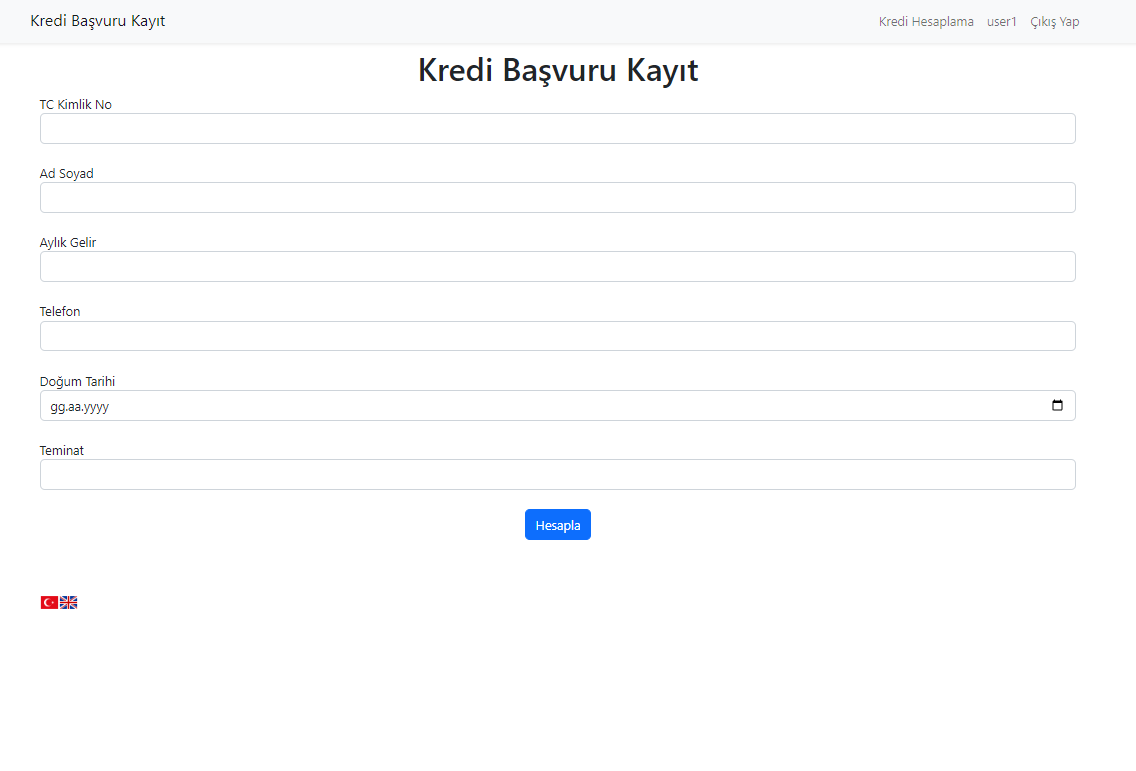 Kredi Başvuru Kayıt
Kredi Hesaplama user1 Çıkış Yap
Kredi Başvuru Kayıt
TC Kimlik No
Ad Soyad
Aylık Gelir
Telefon
Doğum Tarihi
gg.aa.yyyy
Teminat
Hesapla